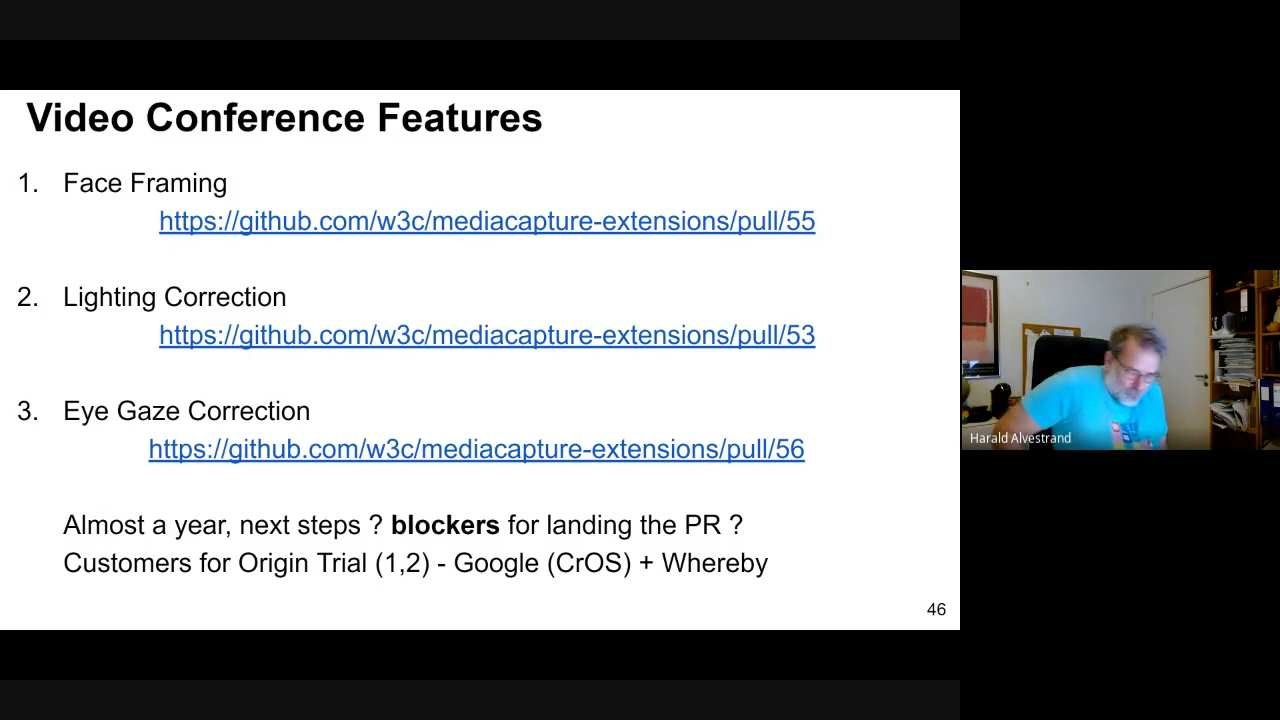 Video Conference Features
1. Face Framing
https://github.com/w3c/mediacapture-extensions/pull/55
2. Lighting Correction
https://github.com/w3c/mediacapture-extensions/pull/53
3. Eye Gaze Correction
https://github.com/w3c/mediacapture-extensions/pull/56
Almost a year, next steps ? blockers for landing the PR ?
Customers for Origin Trial (1,2) - Google (CrOS) + Whereby
46
Harald Alvestrand